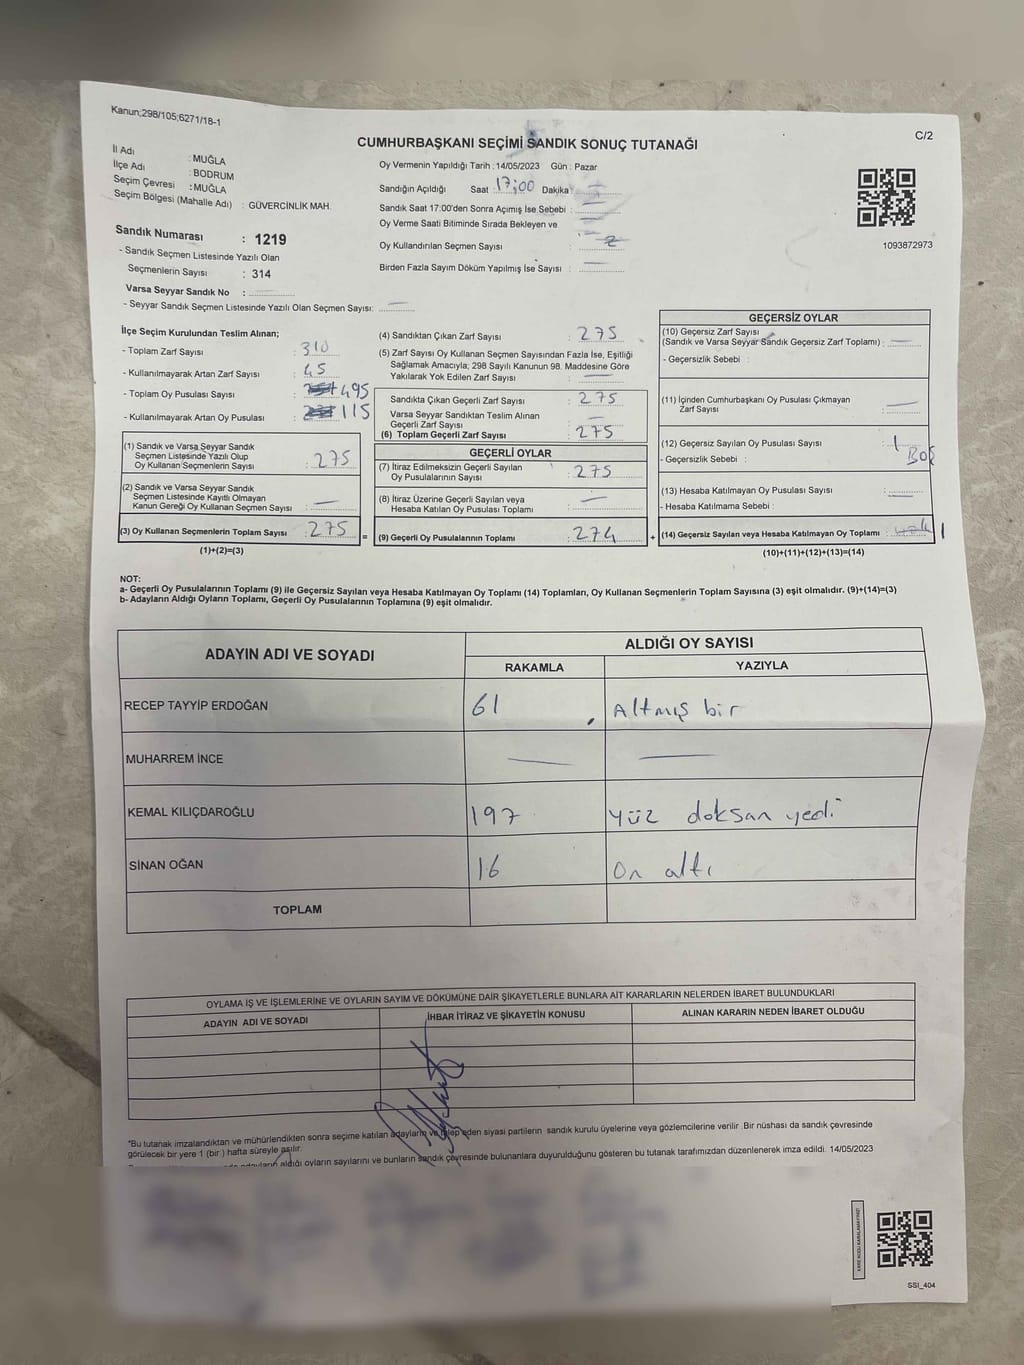 Kanun;298/105;6271/18-1
C/2
CUMHURBAŞKANI SEÇİMİ SANDIK SONUÇ TUTANAĞI
İl Adı : MUĞLA
İlçe Adı : BODRUM
Seçim Çevresi : MUĞLA
Seçim Bölgesi (Mahalle Adı) : GÜVERCİNLİK MAH.
Oy Vermenin Yapıldığı Tarih : 14/05/2023 Gün : Pazar
Sandığın Açıldığı Saat : 17:00 Dakika
Sandık Saat 17:00'den Sonra Açımış İse Sebebi :
Oy Verme Saati Bitiminde Sırada Bekleyen ve
Oy Kullandırılan Seçmen Sayısı :
Birden Fazla Sayım Döküm Yapılmış İse Sayısı :
1093872973
Sandık Numarası : 1219
- Sandık Seçmen Listesinde Yazılı Olan
Seçmenlerin Sayısı : 314
Varsa Seyyar Sandık No :
- Seyyar Sandık Seçmen Listesinde Yazılı Olan Seçmen Sayısı:
İlçe Seçim Kurulundan Teslim Alınan;
- Toplam Zarf Sayısı : 310
- Kullanılmayarak Artan Zarf Sayısı : 45
- Toplam Oy Pusulası Sayısı : 495
- Kullanılmayarak Artan Oy Pusulası : 115
(1) Sandık ve Varsa Seyyar Sandık
Seçmen Listesinde Yazılı Olup
Oy Kullanan Seçmenlerin Sayısı : 275
(2) Sandık ve Varsa Seyyar Sandık
Seçmen Listesinde Kayıtlı Olmayan
Kanun Gereği Oy Kullanan Seçmen Sayısı :
(3) Oy Kullanan Seçmenlerin Toplam Sayısı : 275
(1)+(2)=(3)
(4) Sandıktan Çıkan Zarf Sayısı : 275
(5) Zarf Sayısı Oy Kullanan Seçmen Sayısından Fazla İse, Eşitliği
Sağlamak Amacıyla; 298 Sayılı Kanunun 98. Maddesine Göre
Yakılarak Yok Edilen Zarf Sayısı :
Sandıkta Çıkan Geçerli Zarf Sayısı : 275
Varsa Seyyar Sandıktan Teslim Alınan
Geçerli Zarf Sayısı :
(6) Toplam Geçerli Zarf Sayısı : 275
GEÇERLİ OYLAR
(7) İtiraz Edilmeksizin Geçerli Sayılan
Oy Pusulalarının Sayısı : 275
(8) İtiraz Üzerine Geçerli Sayılan veya
Hesaba Katılan Oy Pusulası Toplamı :
= (9) Geçerli Oy Pusulalarının Toplamı : 274 +
GEÇERSİZ OYLAR
(10) Geçersiz Zarf Sayısı
(Sandık ve Varsa Seyyar Sandık Geçersiz Zarf Toplamı) :
- Geçersizlik Sebebi :
(11) İçinden Cumhurbaşkanı Oy Pusulası Çıkmayan
Zarf Sayısı :
(12) Geçersiz Sayılan Oy Pusulası Sayısı : 1
- Geçersizlik Sebebi : Boş
(13) Hesaba Katılmayan Oy Pusulası Sayısı :
- Hesaba Katılmama Sebebi :
(14) Geçersiz Sayılan veya Hesaba Katılmayan Oy Toplamı : 1
(10)+(11)+(12)+(13)=(14)
NOT:
a- Geçerli Oy Pusulalarının Toplamı (9) ile Geçersiz Sayılan veya Hesaba Katılmayan Oy Toplamı (14) Toplamları, Oy Kullanan Seçmenlerin Toplam Sayısına (3) eşit olmalıdır. (9)+(14)=(3)
b- Adayların Aldığı Oyların Toplamı, Geçerli Oy Pusulalarının Toplamına (9) eşit olmalıdır.
ADAYIN ADI VE SOYADI
ALDIĞI OY SAYISI
RAKAMLA YAZIYLA
RECEP TAYYİP ERDOĞAN 61 Altmış bir
MUHARREM İNCE
KEMAL KILIÇDAROĞLU 197 yüz doksan yedi
SİNAN OĞAN 16 on altı
TOPLAM
OYLAMA İŞ VE İŞLEMLERİNE VE OYLARIN SAYIM VE DÖKÜMÜNE DAİR ŞİKAYETLERLE BUNLARA AİT KARARLARIN NELERDEN İBARET BULUNDUKLARI
ADAYIN ADI VE SOYADI İHBAR İTİRAZ VE ŞİKAYETİN KONUSU ALINAN KARARIN NEDEN İBARET OLDUĞU
*Bu tutanak imzalandıktan ve mühürlendikten sonra seçime katılan adayların ve talep eden siyasi partilerin sandık kurulu üyelerine veya gözlemcilerine verilir .Bir nüshası da sandık çevresinde
görülecek bir yere 1 (bir ) hafta süreyle asılır.
aldığı oyların sayılarını ve bunların sandık çevresinde bulunanlara duyurulduğunu gösteren bu tutanak tarafımızdan düzenlenerek imza edildi. 14/05/2023
KARE KODU KARALAMAYINIZ!
SSI_404